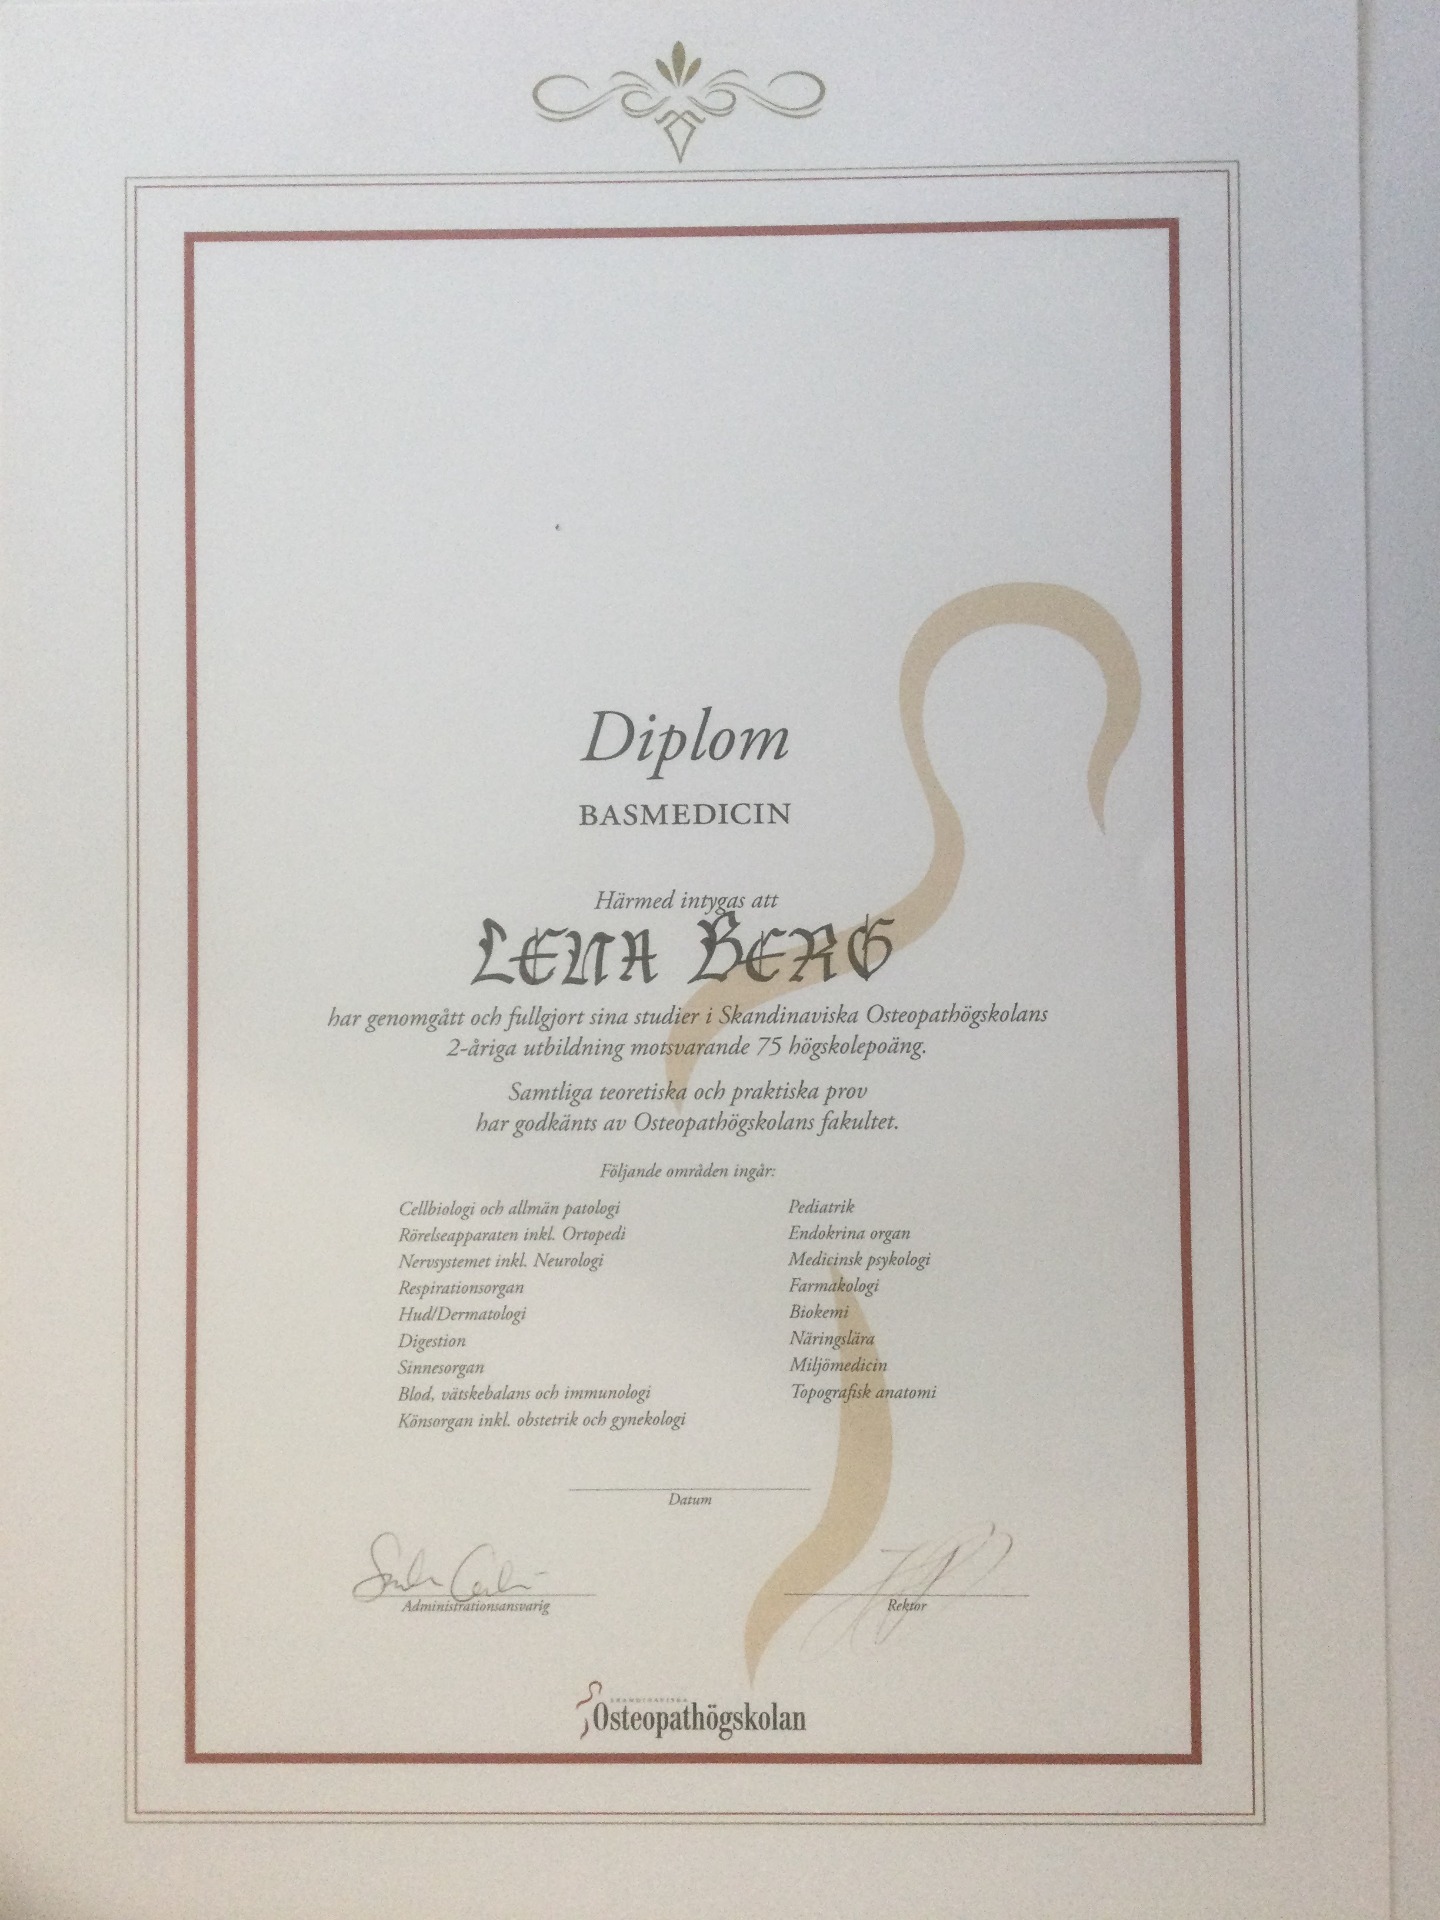 Diplom
BASMEDICIN
Härmed intygas att
LENA BERG
har genomgått och fullgjort sina studier i Skandinaviska Osteopathögskolans
2-åriga utbildning motsvarande 75 högskolepoäng.
Samtliga teoretiska och praktiska prov
har godkänts av Osteopathögskolans fakultet.
Följande områden ingår:
Cellbiologi och allmän patologi
Rörelseapparaten inkl. Ortopedi
Nervsystemet inkl. Neurologi
Respirationsorgan
Hud/Dermatologi
Digestion
Sinnesorgan
Blod, vätskebalans och immunologi
Könsorgan inkl. obstetrik och gynekologi
Pediatrik
Endokrina organ
Medicinsk psykologi
Farmakologi
Biokemi
Näringslära
Miljömedicin
Topografisk anatomi
Datum
Administrationsansvarig
Rektor
SKANDINAVISKA
Osteopathögskolan